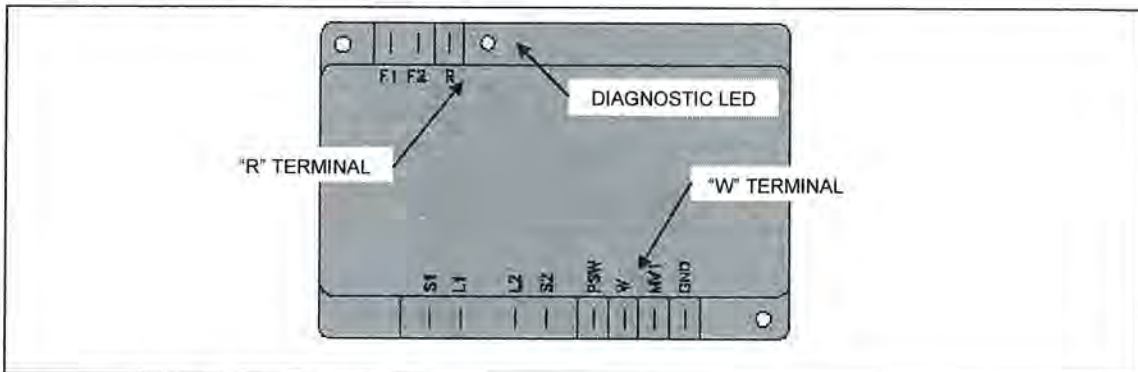 F1 F2 R
DIAGNOSTIC LED
"R" TERMINAL
"W" TERMINAL
S1 L1 L2 S2 PSW W MV1 GND